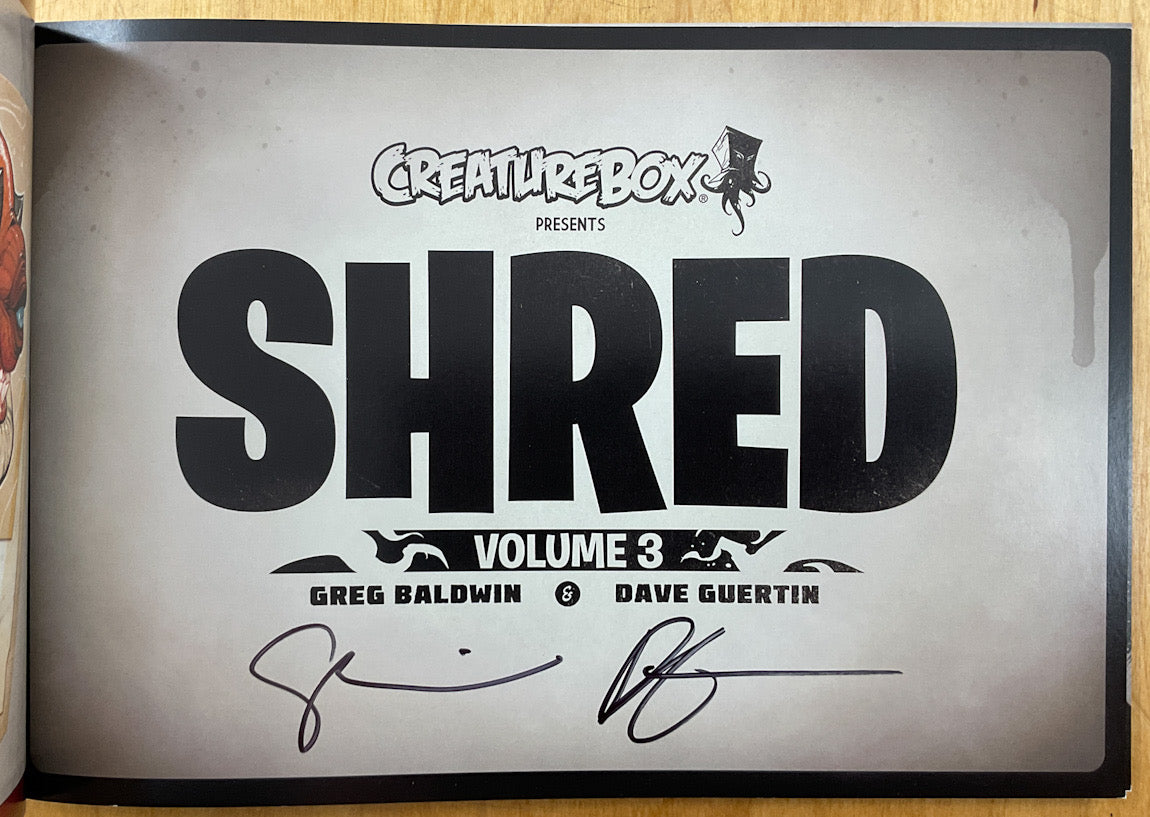 CREATUREBOX®
PRESENTS
SHRED
VOLUME 3
GREG BALDWIN & DAVE GUERTIN